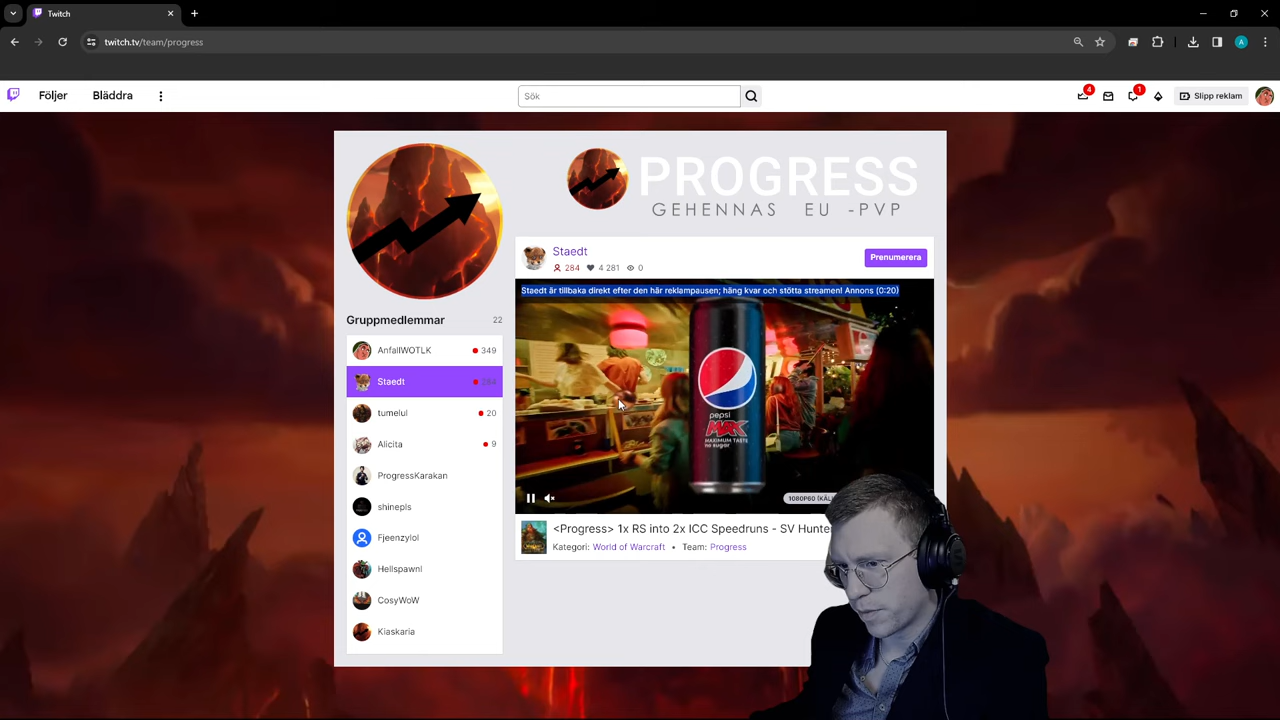 Twitch
twitch.tv/team/progress
A
Följer
Bläddra
Sök
4
1
Slipp reklam
PROGRESS
GEHENNAS EU -PVP
Staedt
284
4 281
0
Prenumerera
Staedt är tillbaka direkt efter den här reklampausen; häng kvar och stötta streamen! Annons (0:20)
Gruppmedlemmar
22
AnfallWOTLK
349
Staedt
284
tumelul
20
Alicita
9
ProgressKarakan
shinepls
Fjeenzylol
Hellspawnl
CosyWoW
Kiaskaria
pepsi
MAX
MAXIMUM TASTE
no sugar
<Progress> 1x RS into 2x ICC Speedruns - SV Hunter
Kategori: World of Warcraft • Team: Progress